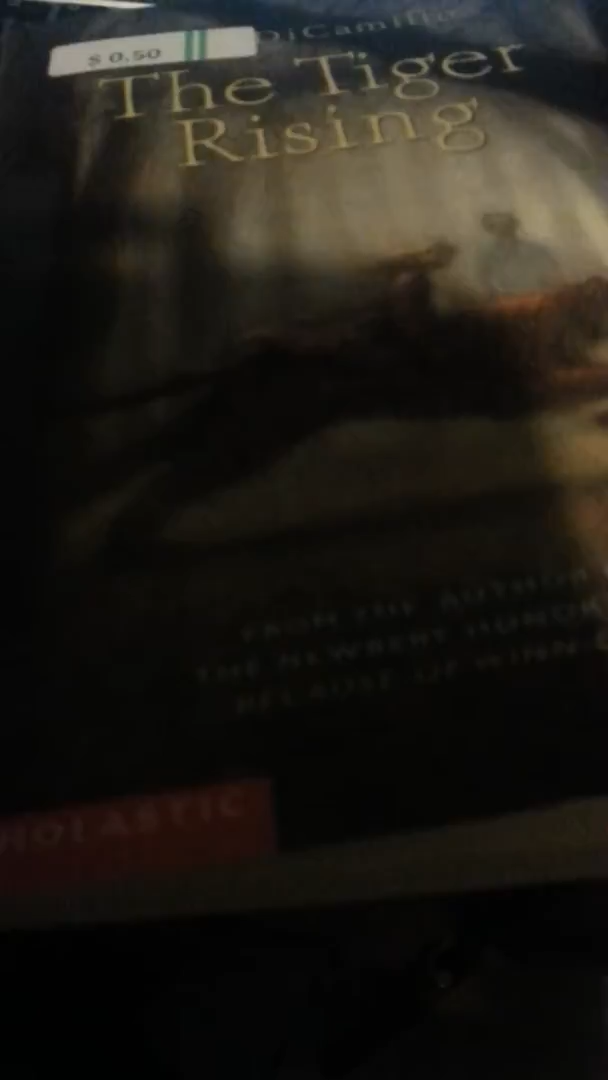 DiCamillo
$ 0.50
The Tiger
Rising
FROM THE AUTHOR
THE NEWBERY HONOR
BECAUSE OF WINN-
HOLASTIC